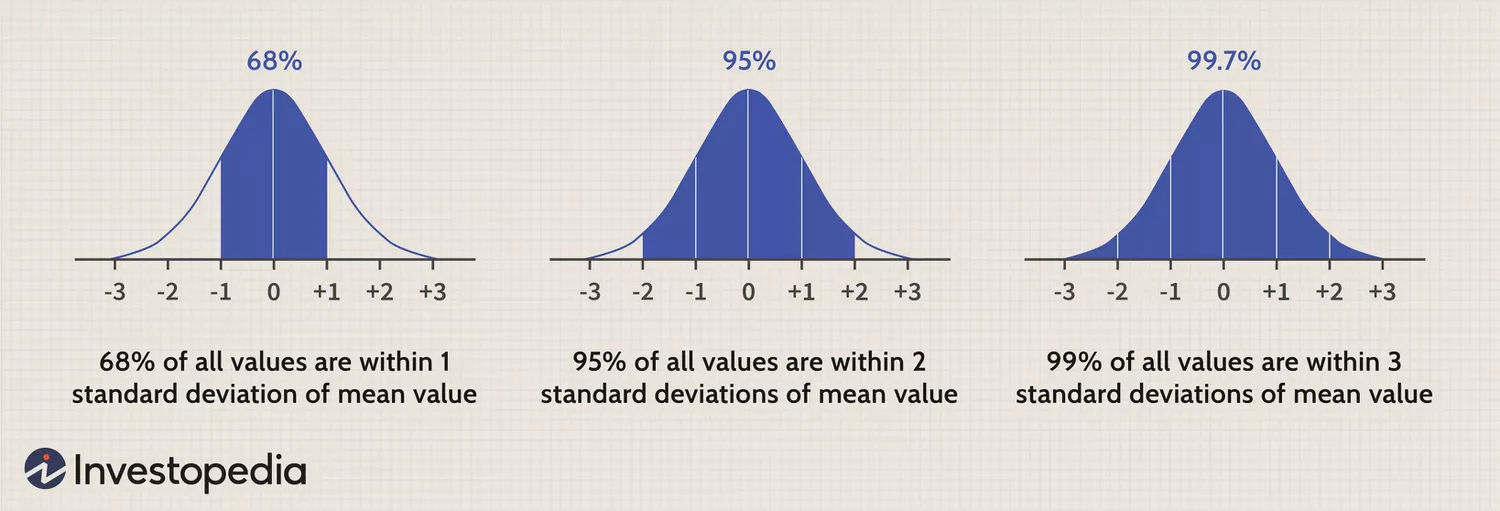 68%
-3 -2 -1 0 +1 +2 +3
68% of all values are within 1
standard deviation of mean value
95%
-3 -2 -1 0 +1 +2 +3
95% of all values are within 2
standard deviations of mean value
99.7%
-3 -2 -1 0 +1 +2 +3
99% of all values are within 3
standard deviations of mean value
Investopedia